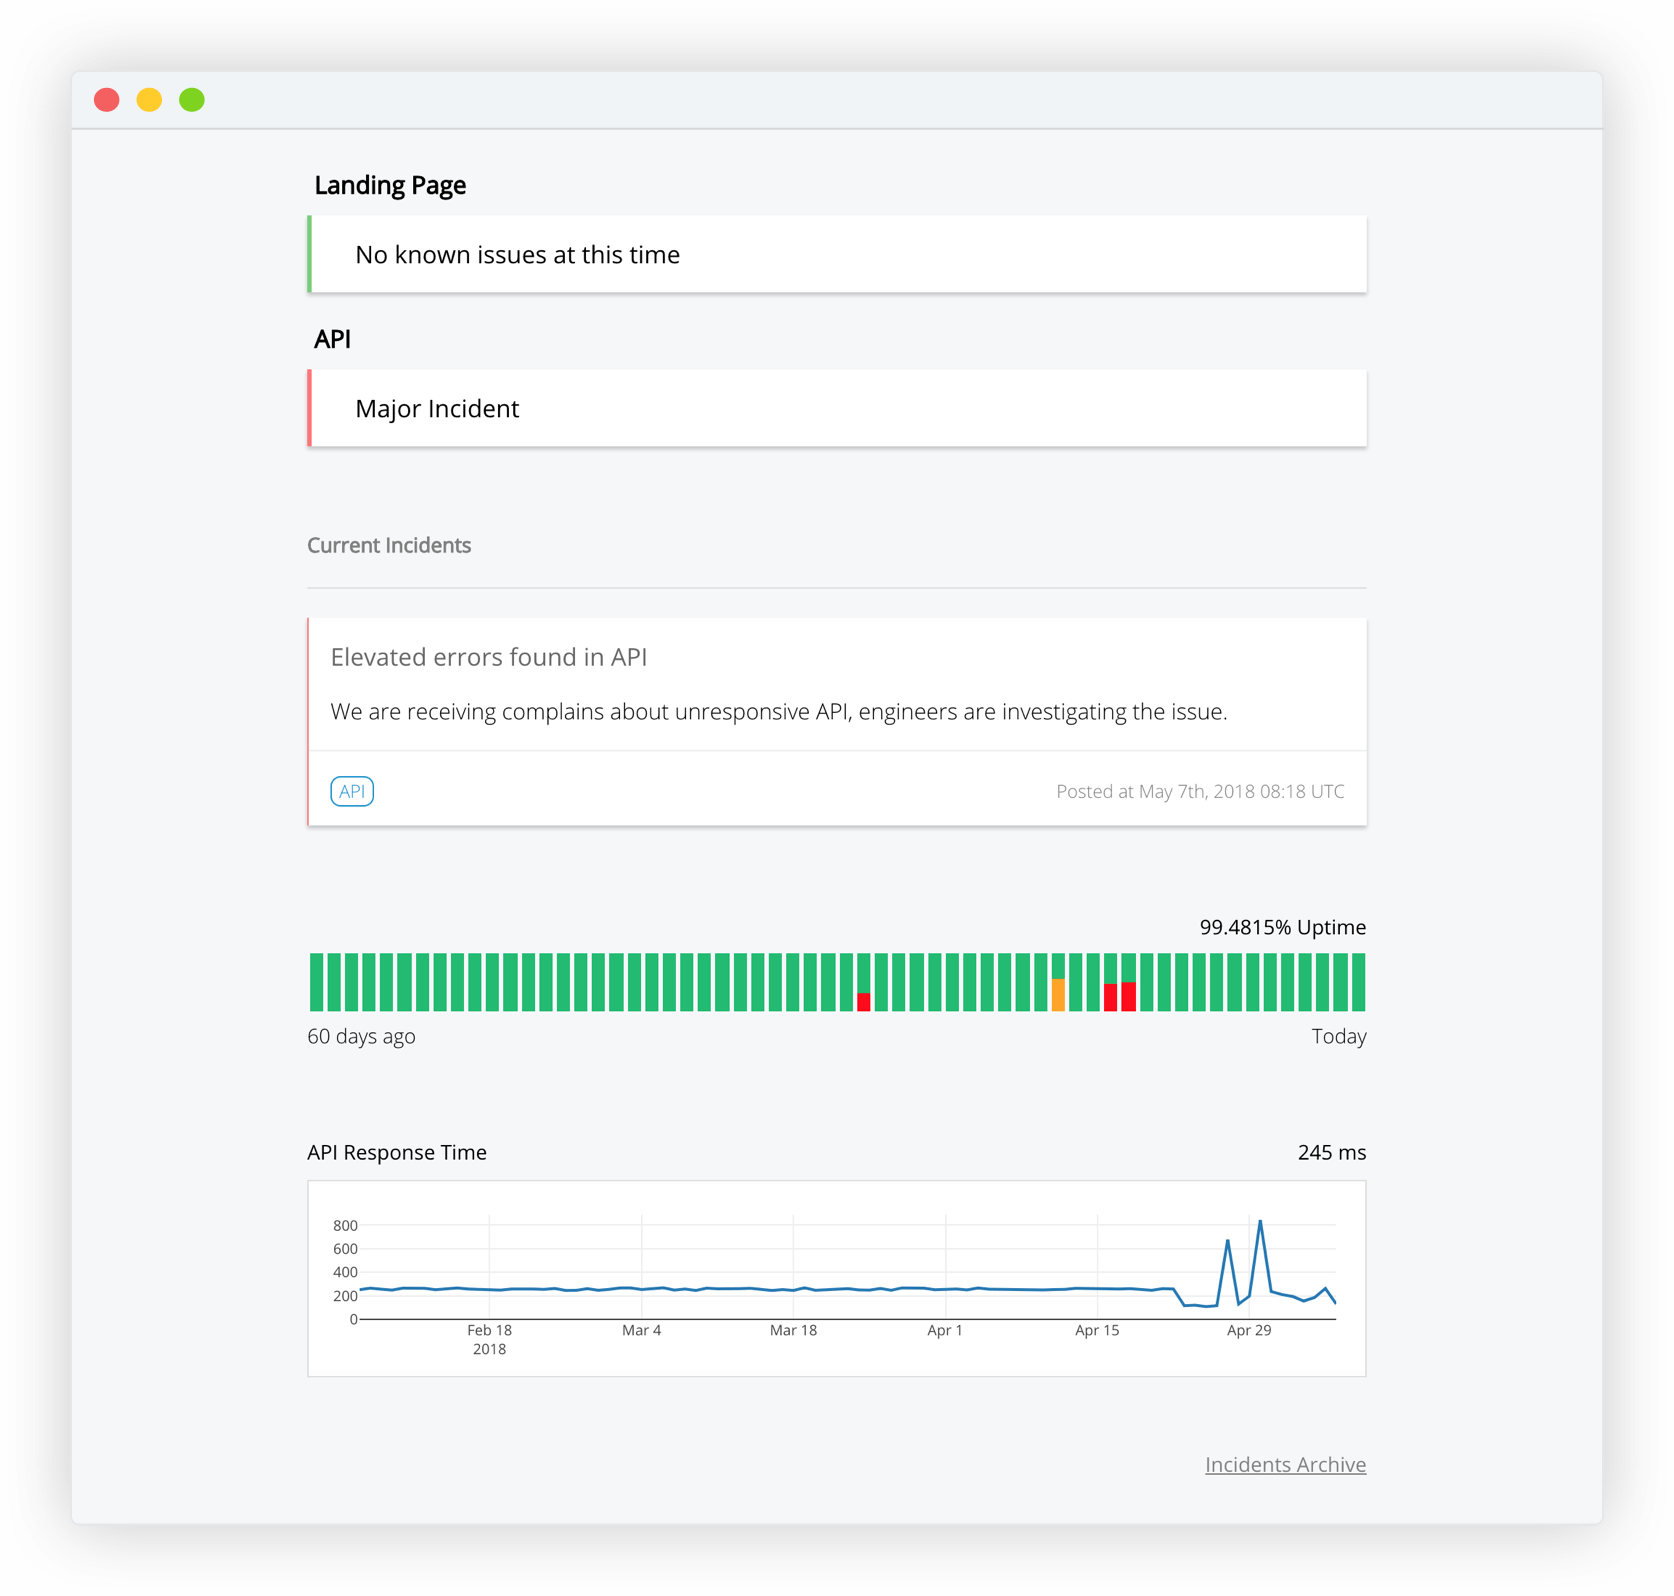 Landing Page
No known issues at this time
API
Major Incident
Current Incidents
Elevated errors found in API
We are receiving complains about unresponsive API, engineers are investigating the issue.
API
Posted at May 7th, 2018 08:18 UTC
99.4815% Uptime
60 days ago
Today
API Response Time
245 ms
800
600
400
200
0
Feb 18 Mar 4 Mar 18 Apr 1 Apr 15 Apr 29
2018
Incidents Archive